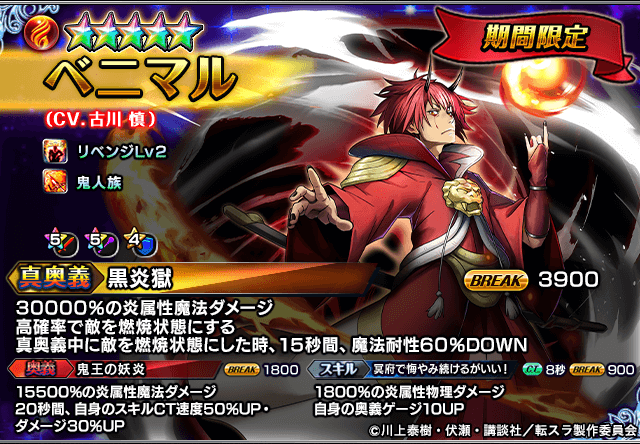 期間限定
ベニマル
(CV.古川 慎)
リベンジLv2
鬼人族
5 5 4
真奥義 黒炎獄 BREAK 3900
30000%の炎属性魔法ダメージ
高確率で敵を燃焼状態にする
真奥義中に敵を燃焼状態にした時、15秒間、魔法耐性60%DOWN
奥義 鬼王の妖炎 BREAK 1800
15500%の炎属性魔法ダメージ
20秒間、自身のスキルCT速度50%UP・
ダメージ30%UP
スキル 冥府で悔やみ続けるがいい! CT 8秒 BREAK 900
1800%の炎属性物理ダメージ
自身の奥義ゲージ10UP
©川上泰樹・伏瀬・講談社/転スラ製作委員会